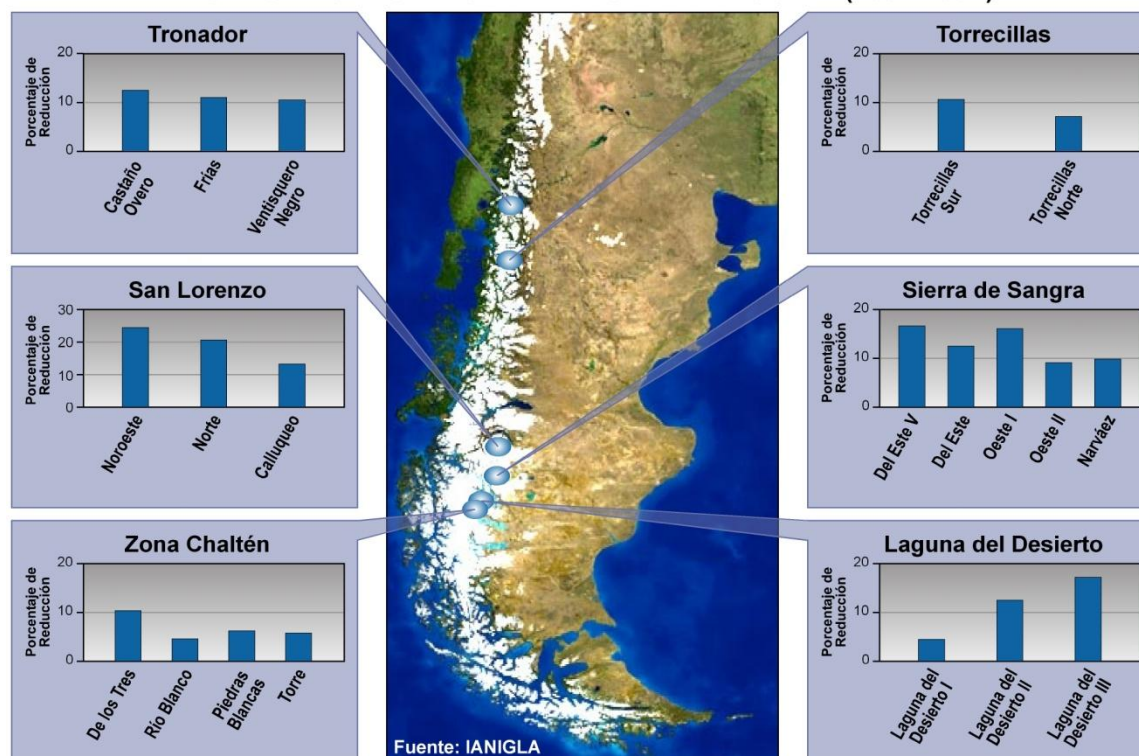 Tronador
Porcentaje de
Reducción
20
10
0
Castaño
Overo
Frías
Ventisquero
Negro
Torrecillas
Porcentaje de
Reducción
20
10
0
Torrecillas
Sur
Torrecillas
Norte
San Lorenzo
Porcentaje de
Reducción
30
20
10
0
Noroeste
Norte
Calluqueo
Sierra de Sangra
Porcentaje de
Reducción
20
10
0
Del Este V
Del Este
Oeste I
Oeste II
Narváez
Zona Chaltén
Porcentaje de
Reducción
20
10
0
De los Tres
Río Blanco
Piedras
Blancas
Torre
Laguna del Desierto
Porcentaje de
Reducción
20
10
0
Laguna del
Desierto I
Laguna del
Desierto II
Laguna del
Desierto III
Fuente: IANIGLA